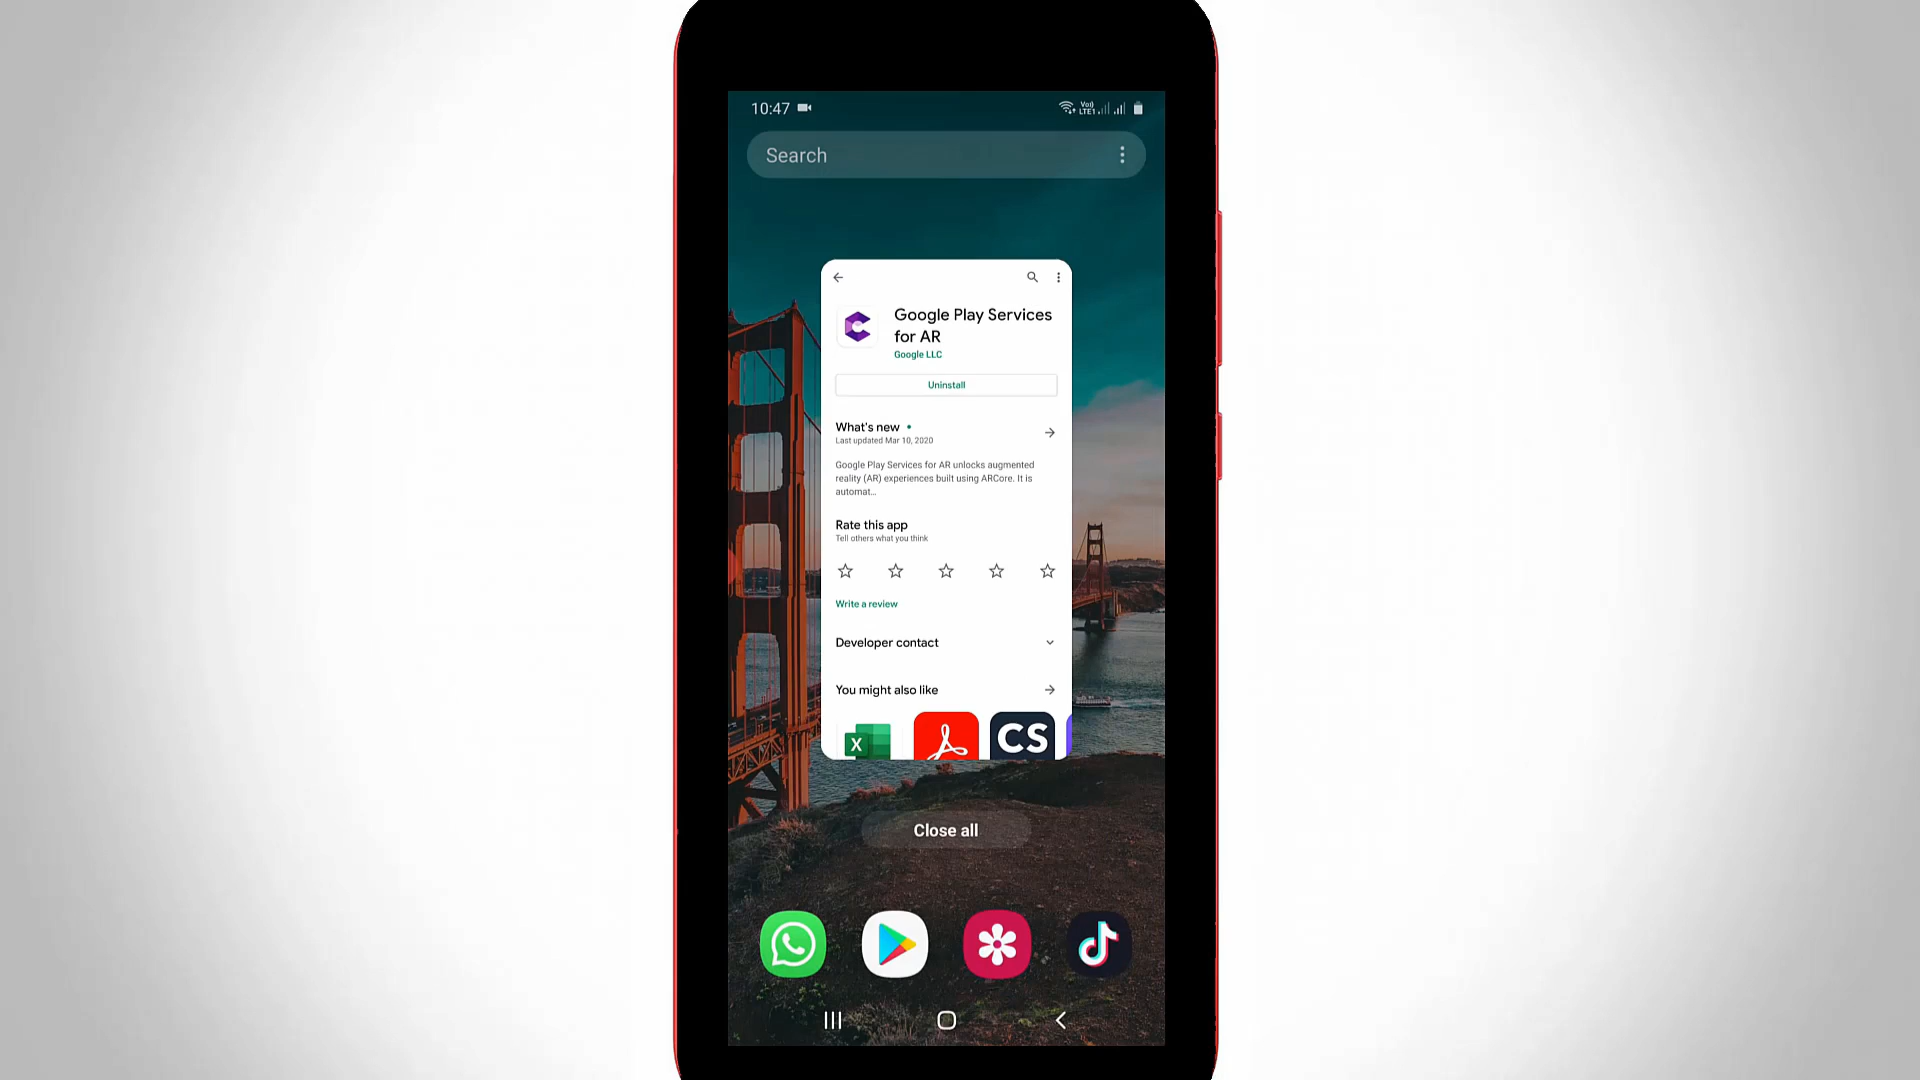 10:47
Vo)
LTE1
Search
Google Play Services
for AR
Google LLC
Uninstall
What's new
Last updated Mar 10, 2020
Google Play Services for AR unlocks augmented
reality (AR) experiences built using ARCore. It is
automat...
Rate this app
Tell others what you think
Write a review
Developer contact
You might also like
X
CS
Close all